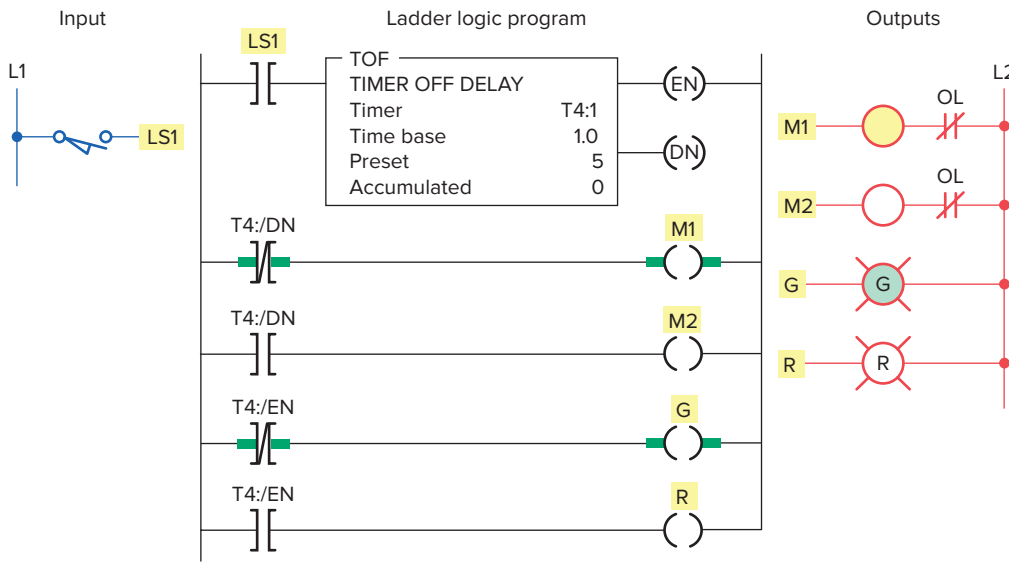 Input
Ladder logic program
Outputs
L1
LS1
LS1
TOF
TIMER OFF DELAY
Timer T4:1
Time base 1.0
Preset 5
Accumulated 0
EN
DN
T4:/DN
M1
T4:/DN
M2
T4:/EN
G
T4:/EN
R
L2
M1
OL
M2
OL
G
G
R
R